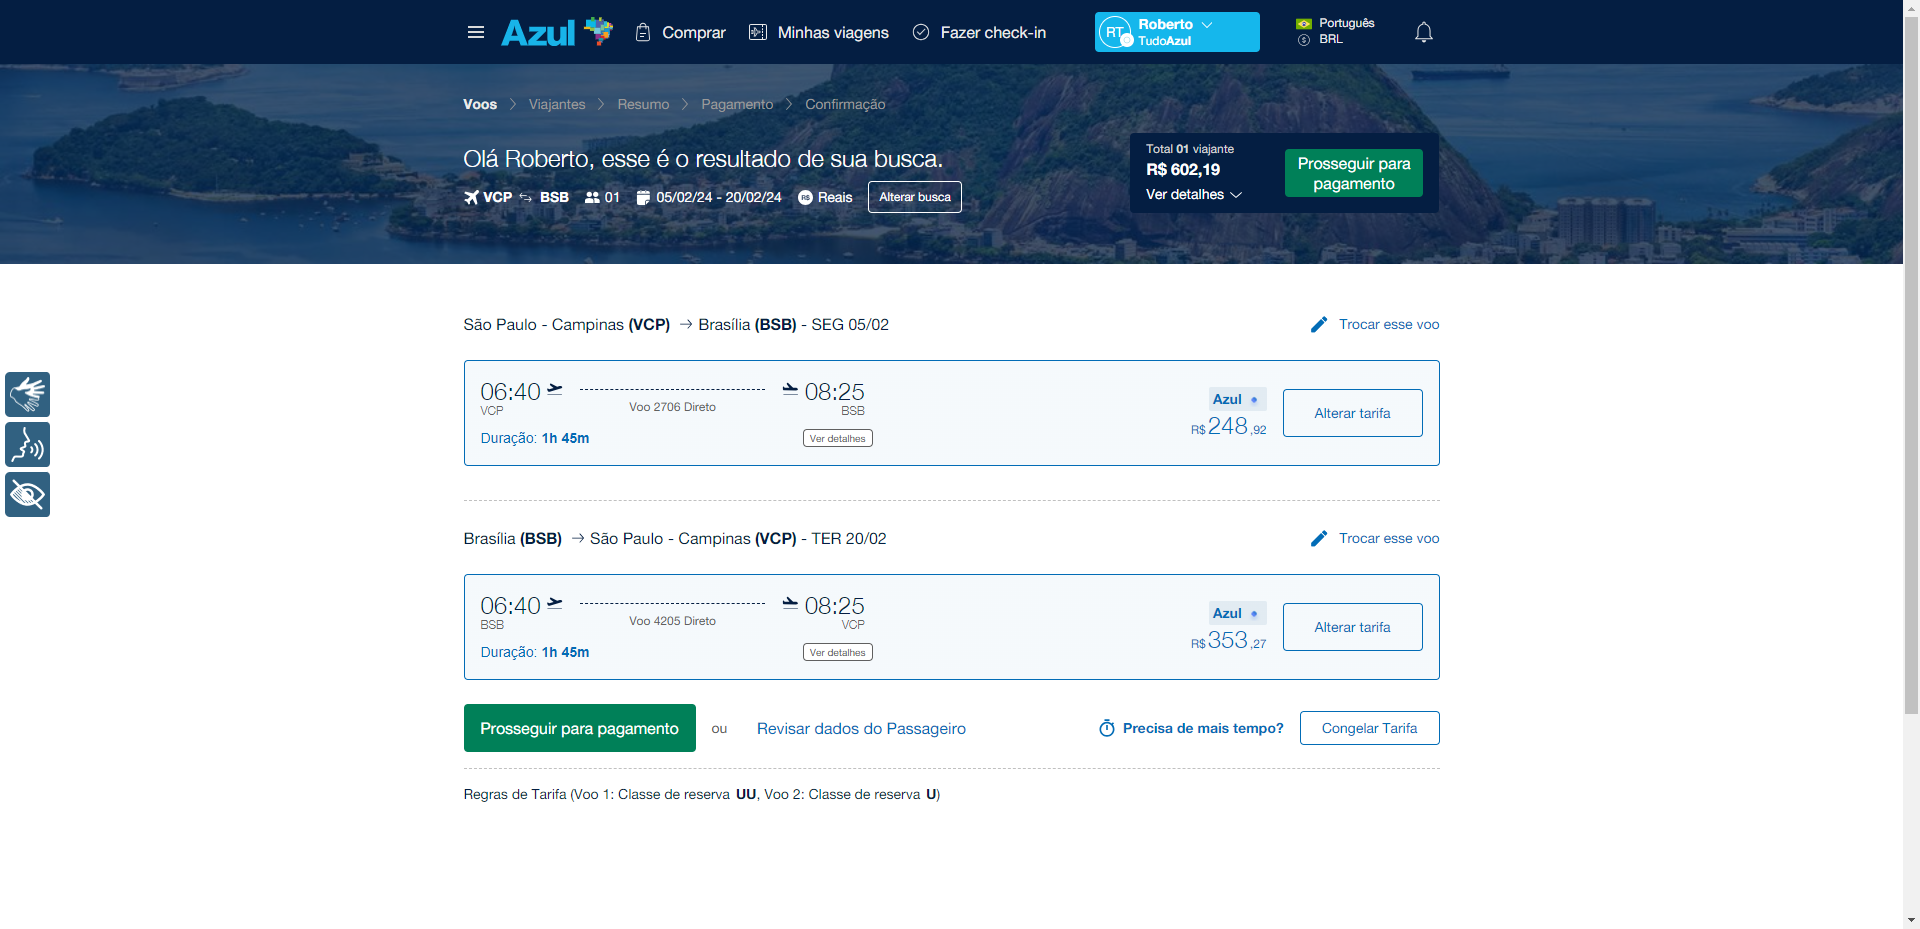 Azul
Comprar
Minhas viagens
Fazer check-in
RT
Roberto
TudoAzul
Português
BRL
Voos
Viajantes
Resumo
Pagamento
Confirmação
Olá Roberto, esse é o resultado de sua busca.
VCP BSB 01 05/02/24 - 20/02/24 R$ Reais Alterar busca
Total 01 viajante
R$ 602,19
Ver detalhes
Prosseguir para
pagamento
São Paulo - Campinas (VCP) → Brasília (BSB) - SEG 05/02
Trocar esse voo
06:40
VCP
Voo 2706 Direto
08:25
BSB
Duração: 1h 45m
Ver detalhes
Azul
R$248,92
Alterar tarifa
Brasília (BSB) → São Paulo - Campinas (VCP) - TER 20/02
Trocar esse voo
06:40
BSB
Voo 4205 Direto
08:25
VCP
Duração: 1h 45m
Ver detalhes
Azul
R$353,27
Alterar tarifa
Prosseguir para pagamento
ou
Revisar dados do Passageiro
Precisa de mais tempo?
Congelar Tarifa
Regras de Tarifa (Voo 1: Classe de reserva UU, Voo 2: Classe de reserva U)